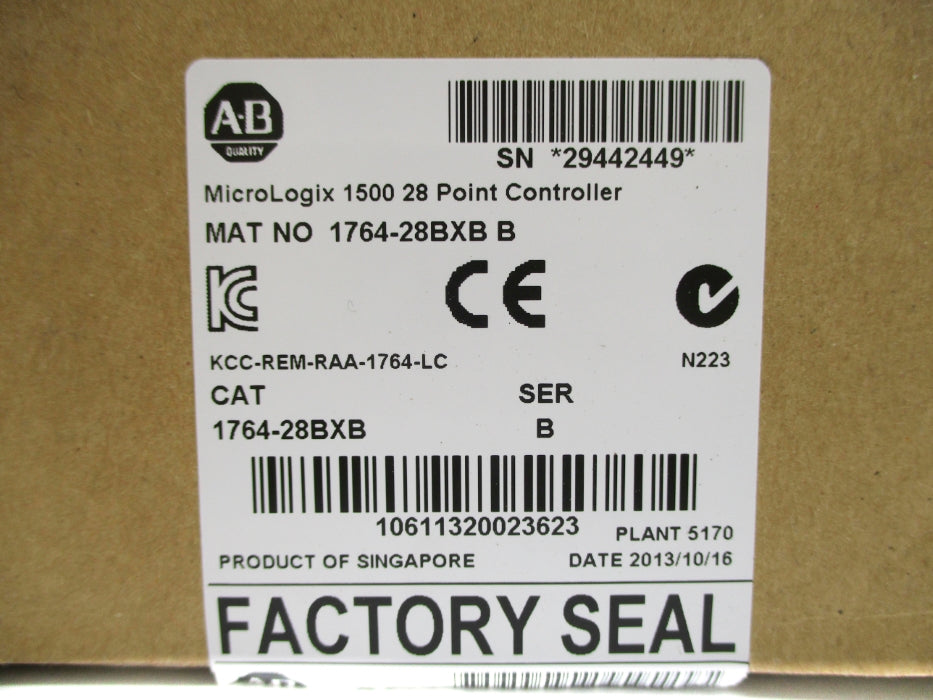 A-B
QUALITY
SN *29442449*
MicroLogix 1500 28 Point Controller
MAT NO 1764-28BXB B
KC
CE
KCC-REM-RAA-1764-LC
N223
CAT SER
1764-28BXB B
10611320023623
PLANT 5170
PRODUCT OF SINGAPORE
DATE 2013/10/16
FACTORY SEAL
A-B